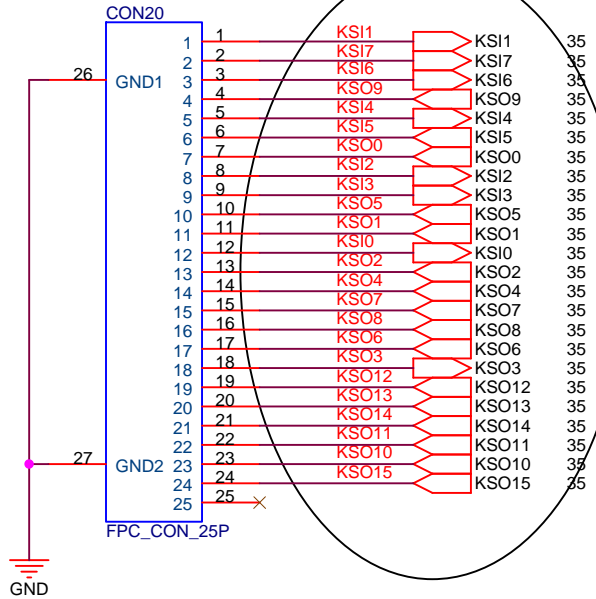 CON20
1 1 KSI1 KSI1 35
2 2 KSI7 KSI7 35
26 GND1 3 3 KSI6 KSI6 35
4 4 KSO9 KSO9 35
5 5 KSI4 KSI4 35
6 6 KSI5 KSI5 35
7 7 KSO0 KSO0 35
8 8 KSI2 KSI2 35
9 9 KSI3 KSI3 35
10 10 KSO5 KSO5 35
11 11 KSO1 KSO1 35
12 12 KSI0 KSI0 35
13 13 KSO2 KSO2 35
14 14 KSO4 KSO4 35
15 15 KSO7 KSO7 35
16 16 KSO8 KSO8 35
17 17 KSO6 KSO6 35
18 18 KSO3 KSO3 35
19 19 KSO12 KSO12 35
20 20 KSO13 KSO13 35
21 21 KSO14 KSO14 35
22 22 KSO11 KSO11 35
27 GND2 23 23 KSO10 KSO10 35
24 24 KSO15 KSO15 35
25 25
FPC_CON_25P
GND